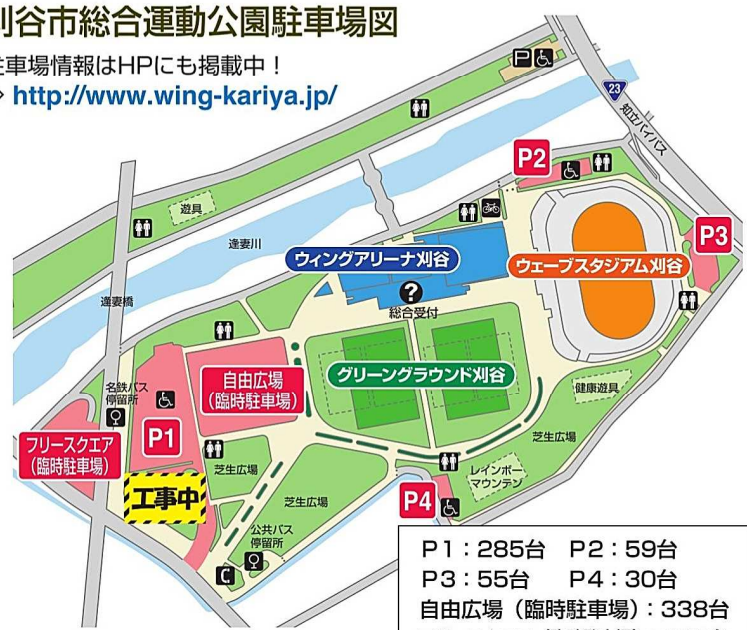 刈谷市総合運動公園駐車場図
駐車場情報はHPにも掲載中！
http://www.wing-kariya.jp/
P
23
知立バイパス
P2
P3
遊具
逢妻川
逢妻橋
ウィングアリーナ刈谷
ウェーブスタジアム刈谷
?
総合受付
グリーングラウンド刈谷
健康遊具
芝生広場
レインボー
マウンテン
名鉄バス
停留所
自由広場
（臨時駐車場）
P1
フリースクエア
（臨時駐車場）
工事中
芝生広場
芝生広場
公共バス
停留所
C
P4
P1：285台 P2：59台
P3：55台 P4：30台
自由広場（臨時駐車場）：338台